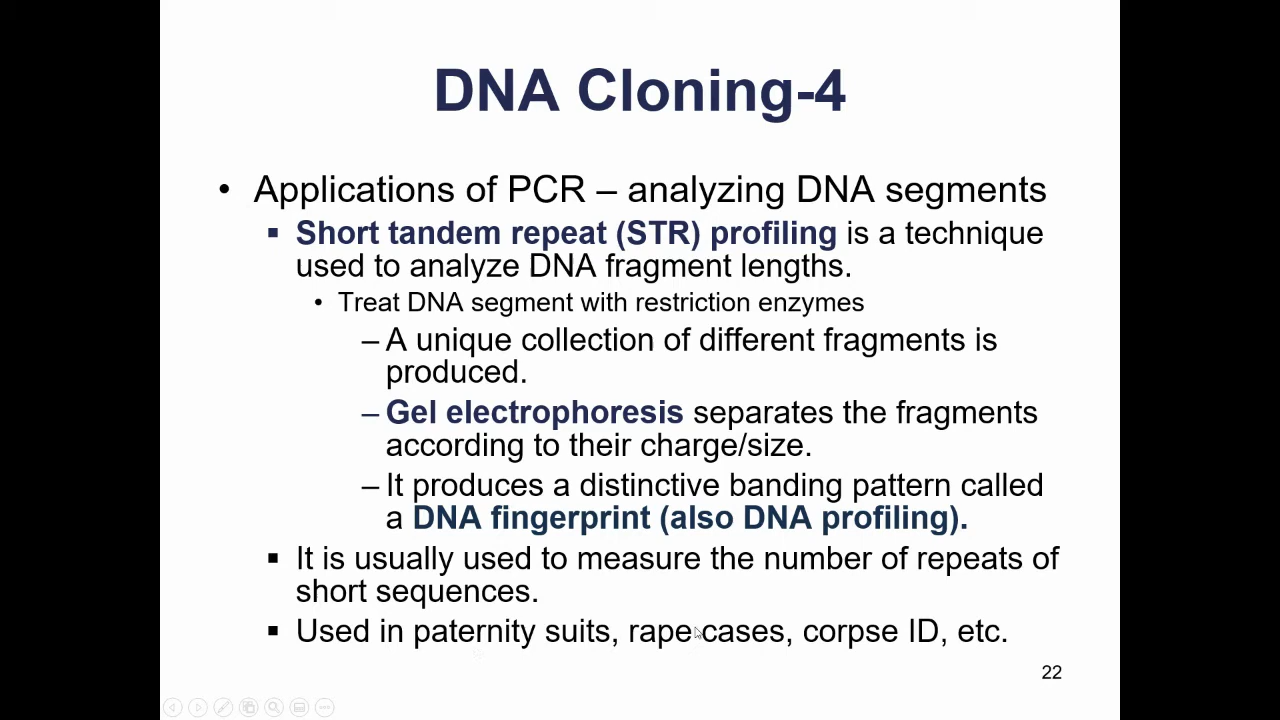 DNA Cloning-4
• Applications of PCR – analyzing DNA segments
▪ Short tandem repeat (STR) profiling is a technique
used to analyze DNA fragment lengths.
• Treat DNA segment with restriction enzymes
– A unique collection of different fragments is
produced.
– Gel electrophoresis separates the fragments
according to their charge/size.
– It produces a distinctive banding pattern called
a DNA fingerprint (also DNA profiling).
▪ It is usually used to measure the number of repeats of
short sequences.
▪ Used in paternity suits, rape cases, corpse ID, etc.
22